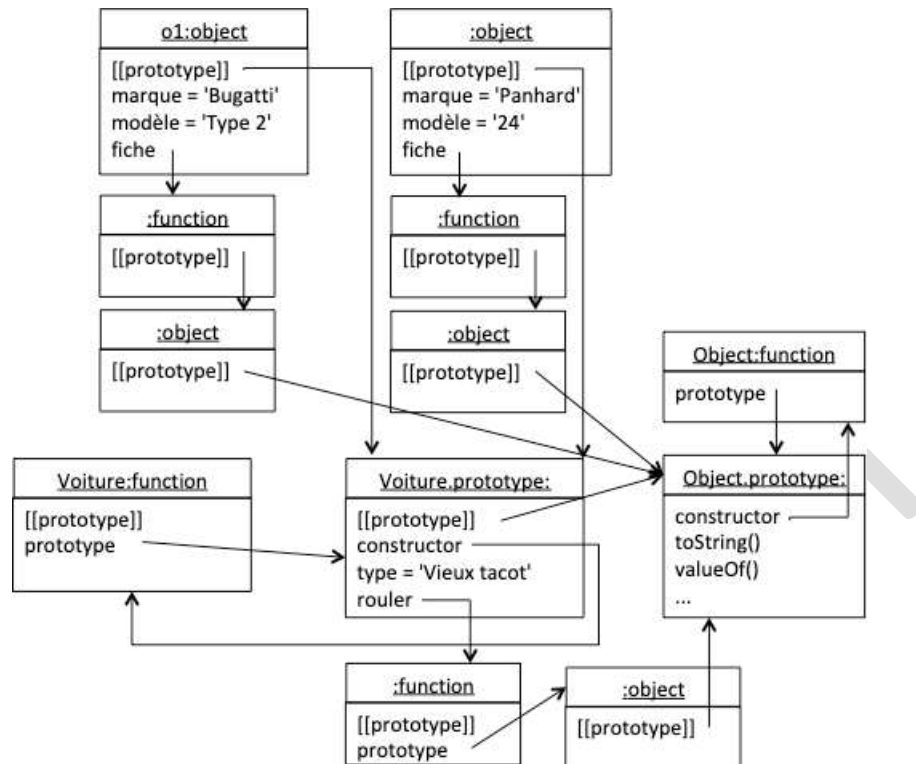 o1:object
[[prototype]]
marque = 'Bugatti'
modèle = 'Type 2'
fiche
:object
[[prototype]]
marque = 'Panhard'
modèle = '24'
fiche
:function
[[prototype]]
:function
[[prototype]]
:object
[[prototype]]
:object
[[prototype]]
Object:function
prototype
Voiture:function
[[prototype]]
prototype
Voiture.prototype:
[[prototype]]
constructor
type = 'Vieux tacot'
rouler
Object.prototype:
constructor
toString()
valueOf()
...
:function
[[prototype]]
prototype
:object
[[prototype]]